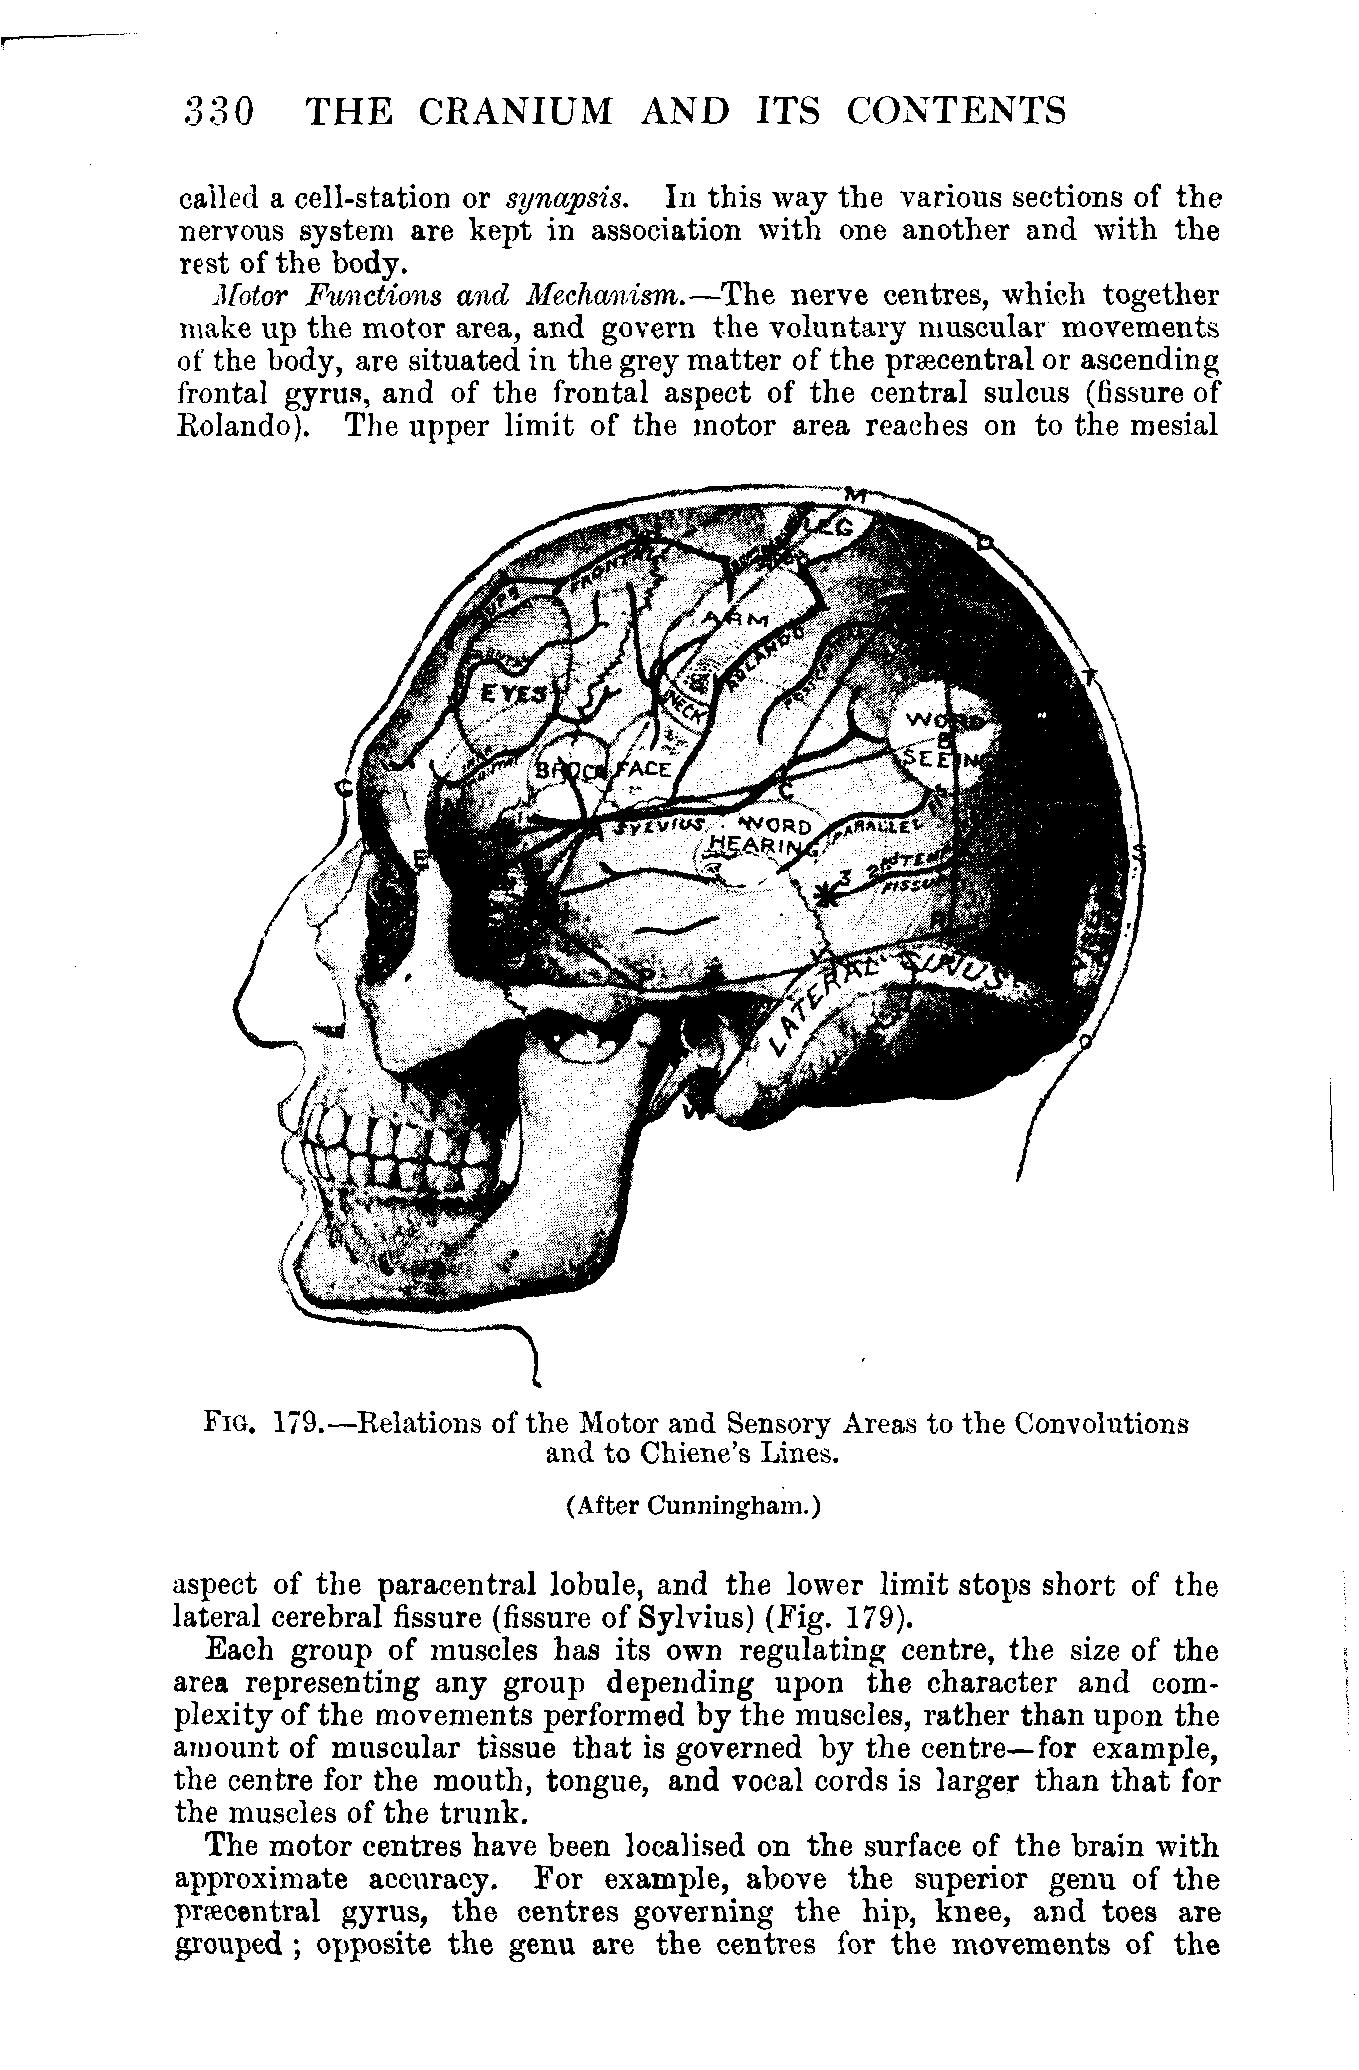 330 THE CRANIUM AND ITS CONTENTS
called a cell-station or synapsis. In this way the various sections of the
nervous system are kept in association with one another and with the
rest of the body.
Motor Functions and Mechanism.—The nerve centres, which together
make up the motor area, and govern the voluntary muscular movements
of the body, are situated in the grey matter of the præcentral or ascending
frontal gyrus, and of the frontal aspect of the central sulcus (fissure of
Rolando). The upper limit of the motor area reaches on to the mesial
M
LEG
D
FRONTAL
ARM
ROLANDO
T
EYES
NECK
WORD
B
SEEING
BROCA
FACE
C
G
A
SYLVIUS
WORD
HEARING
PARALLEL
E
S
3
2ND TEMP
FISSU
P
V
LATERAL SINUS
O
W
FIG. 179.—Relations of the Motor and Sensory Areas to the Convolutions
and to Chiene's Lines.
(After Cunningham.)
aspect of the paracentral lobule, and the lower limit stops short of the
lateral cerebral fissure (fissure of Sylvius) (Fig. 179).
Each group of muscles has its own regulating centre, the size of the
area representing any group depending upon the character and com-
plexity of the movements performed by the muscles, rather than upon the
amount of muscular tissue that is governed by the centre—for example,
the centre for the mouth, tongue, and vocal cords is larger than that for
the muscles of the trunk.
The motor centres have been localised on the surface of the brain with
approximate accuracy. For example, above the superior genu of the
præcentral gyrus, the centres governing the hip, knee, and toes are
grouped ; opposite the genu are the centres for the movements of the